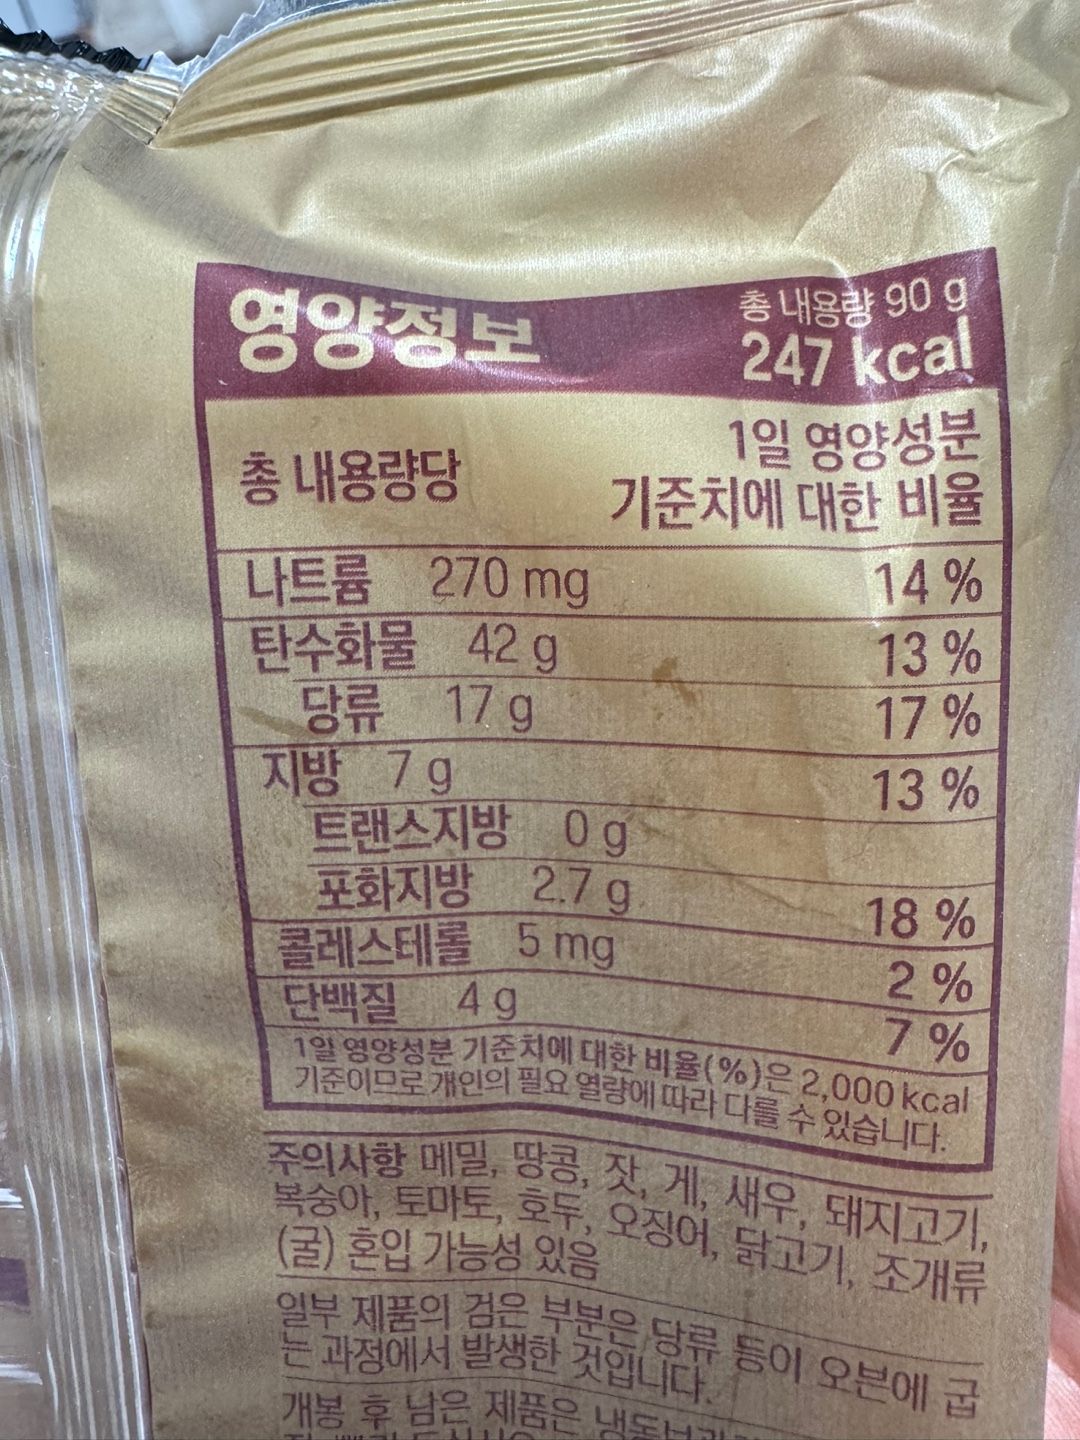 영양정보
총 내용량 90 g
247 kcal
총 내용량당
1일 영양성분
기준치에 대한 비율
나트륨 270 mg 14 %
탄수화물 42 g 13 %
당류 17 g 17 %
지방 7 g 13 %
트랜스지방 0 g
포화지방 2.7 g 18 %
콜레스테롤 5 mg 2 %
단백질 4 g 7 %
1일 영양성분 기준치에 대한 비율(%)은 2,000 kcal
기준이므로 개인의 필요 열량에 따라 다를 수 있습니다.
주의사항 메밀, 땅콩, 잣, 게, 새우, 돼지고기,
복숭아, 토마토, 호두, 오징어, 닭고기, 조개류
(굴) 혼입 가능성 있음
일부 제품의 검은 부분은 당류 등이 오븐에 굽
는 과정에서 발생한 것입니다.
개봉 후 남은 제품은